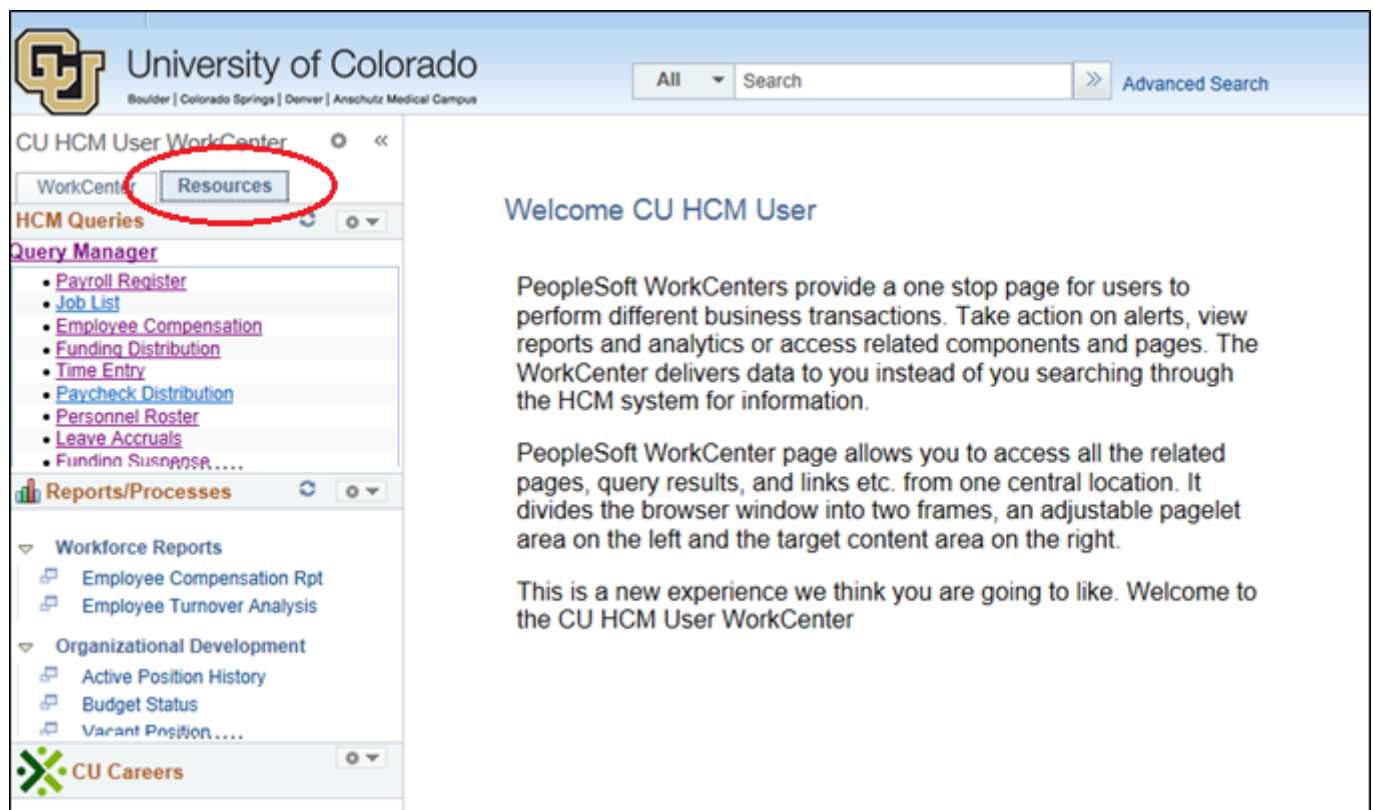 CU
University of Colorado
Boulder | Colorado Springs | Denver | Anschutz Medical Campus
All
Search
Advanced Search
CU HCM User WorkCenter
WorkCenter
Resources
HCM Queries
Query Manager
Payroll Register
Job List
Employee Compensation
Funding Distribution
Time Entry
Paycheck Distribution
Personnel Roster
Leave Accruals
Funding Suspense
Reports/Processes
Workforce Reports
Employee Compensation Rpt
Employee Turnover Analysis
Organizational Development
Active Position History
Budget Status
Vacant Position
CU Careers
Welcome CU HCM User
PeopleSoft WorkCenters provide a one stop page for users to
perform different business transactions. Take action on alerts, view
reports and analytics or access related components and pages. The
WorkCenter delivers data to you instead of you searching through
the HCM system for information.
PeopleSoft WorkCenter page allows you to access all the related
pages, query results, and links etc. from one central location. It
divides the browser window into two frames, an adjustable pagelet
area on the left and the target content area on the right.
This is a new experience we think you are going to like. Welcome to
the CU HCM User WorkCenter